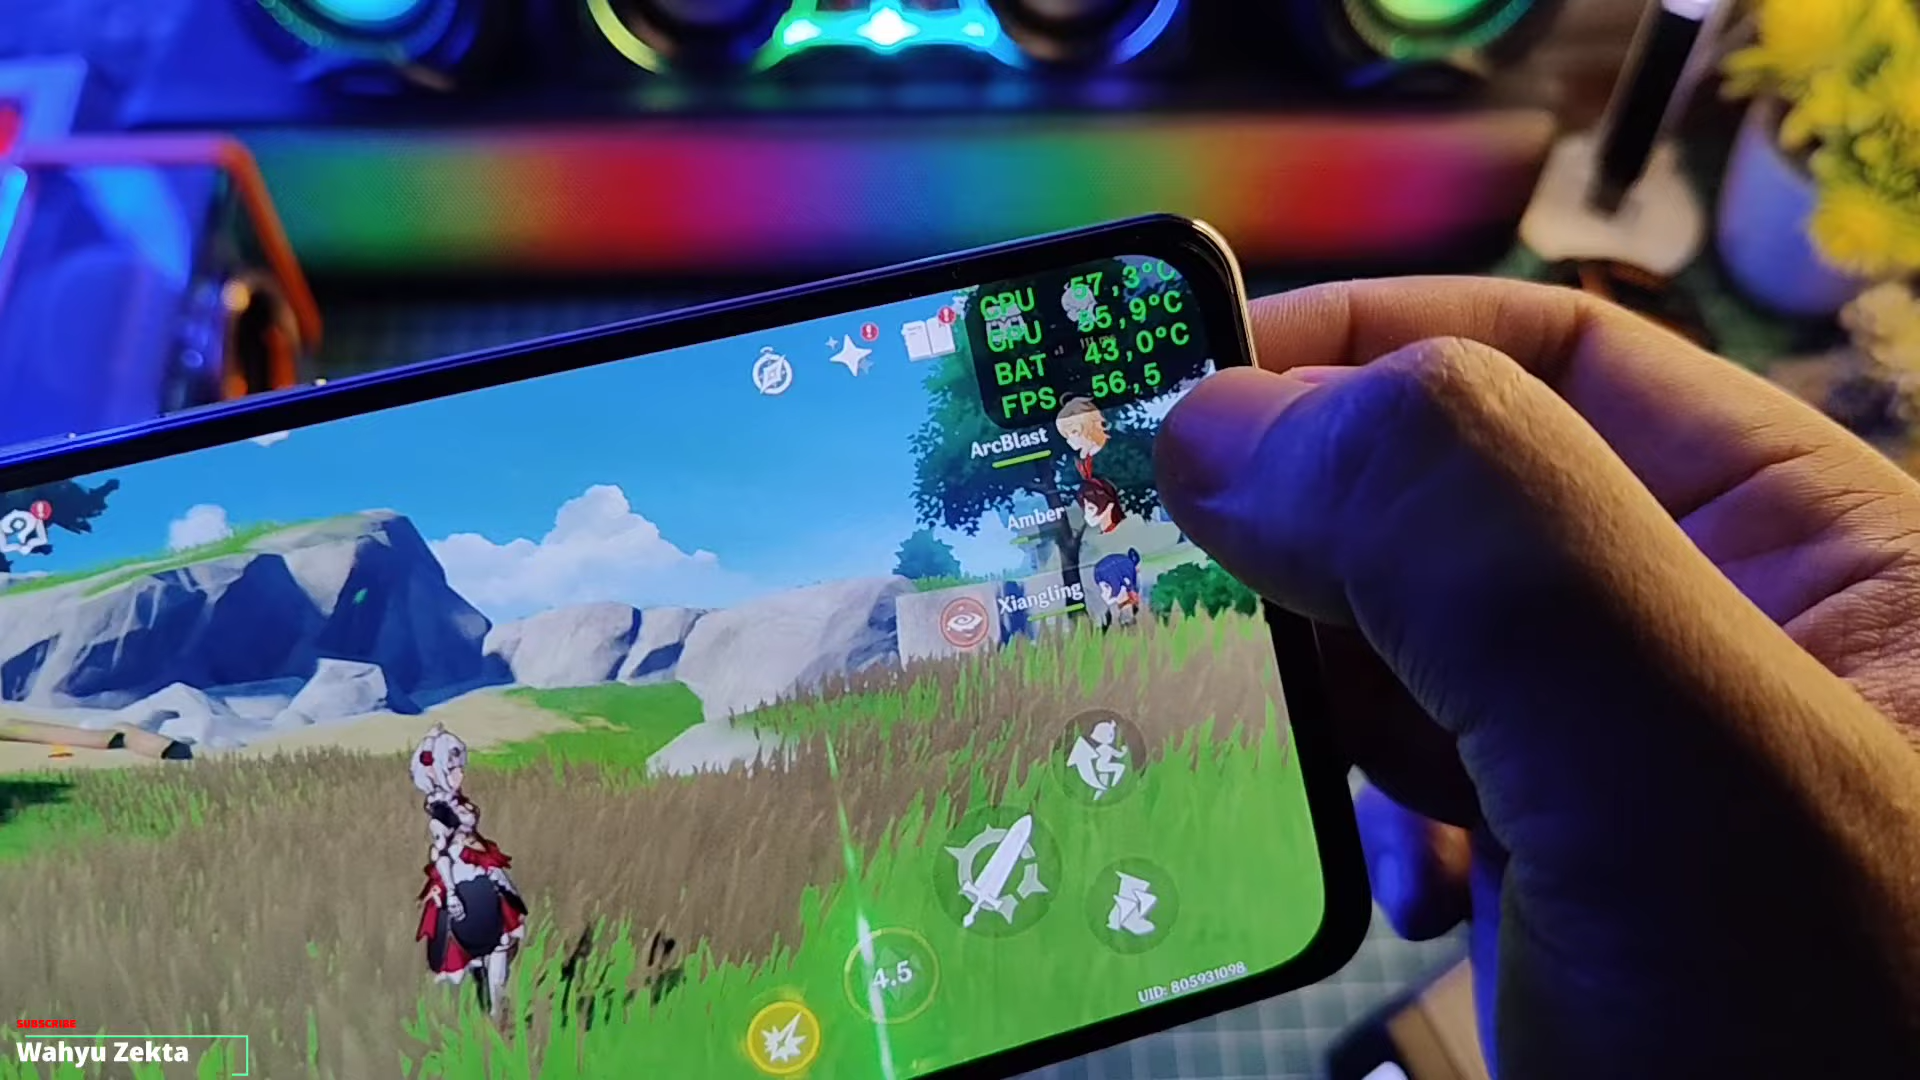 CPU 57,3°C
GPU 55,9°C
BAT 43,0°C
FPS 56,5
ArcBlast
Amber
Xiangling
4.5
UID: 805931098
SUBSCRIBE
Wahyu Zekta